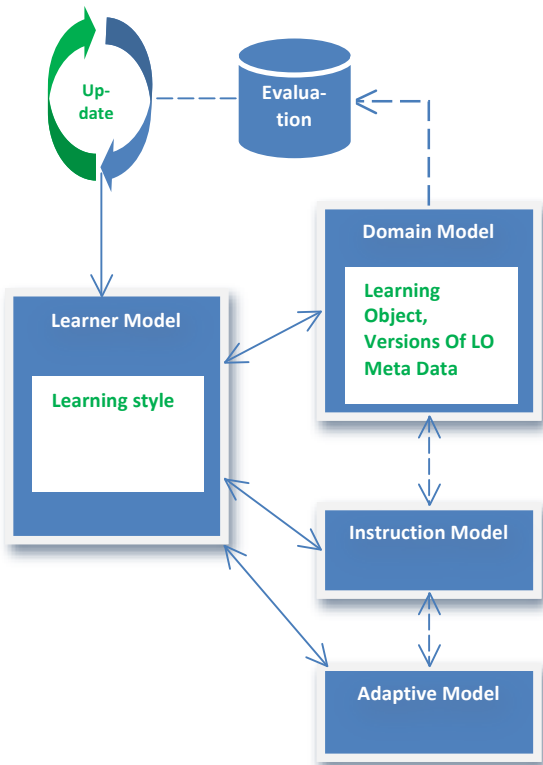 Up-
date
Evalua-
tion
Domain Model
Learning
Object,
Versions Of LO
Meta Data
Learner Model
Learning style
Instruction Model
Adaptive Model